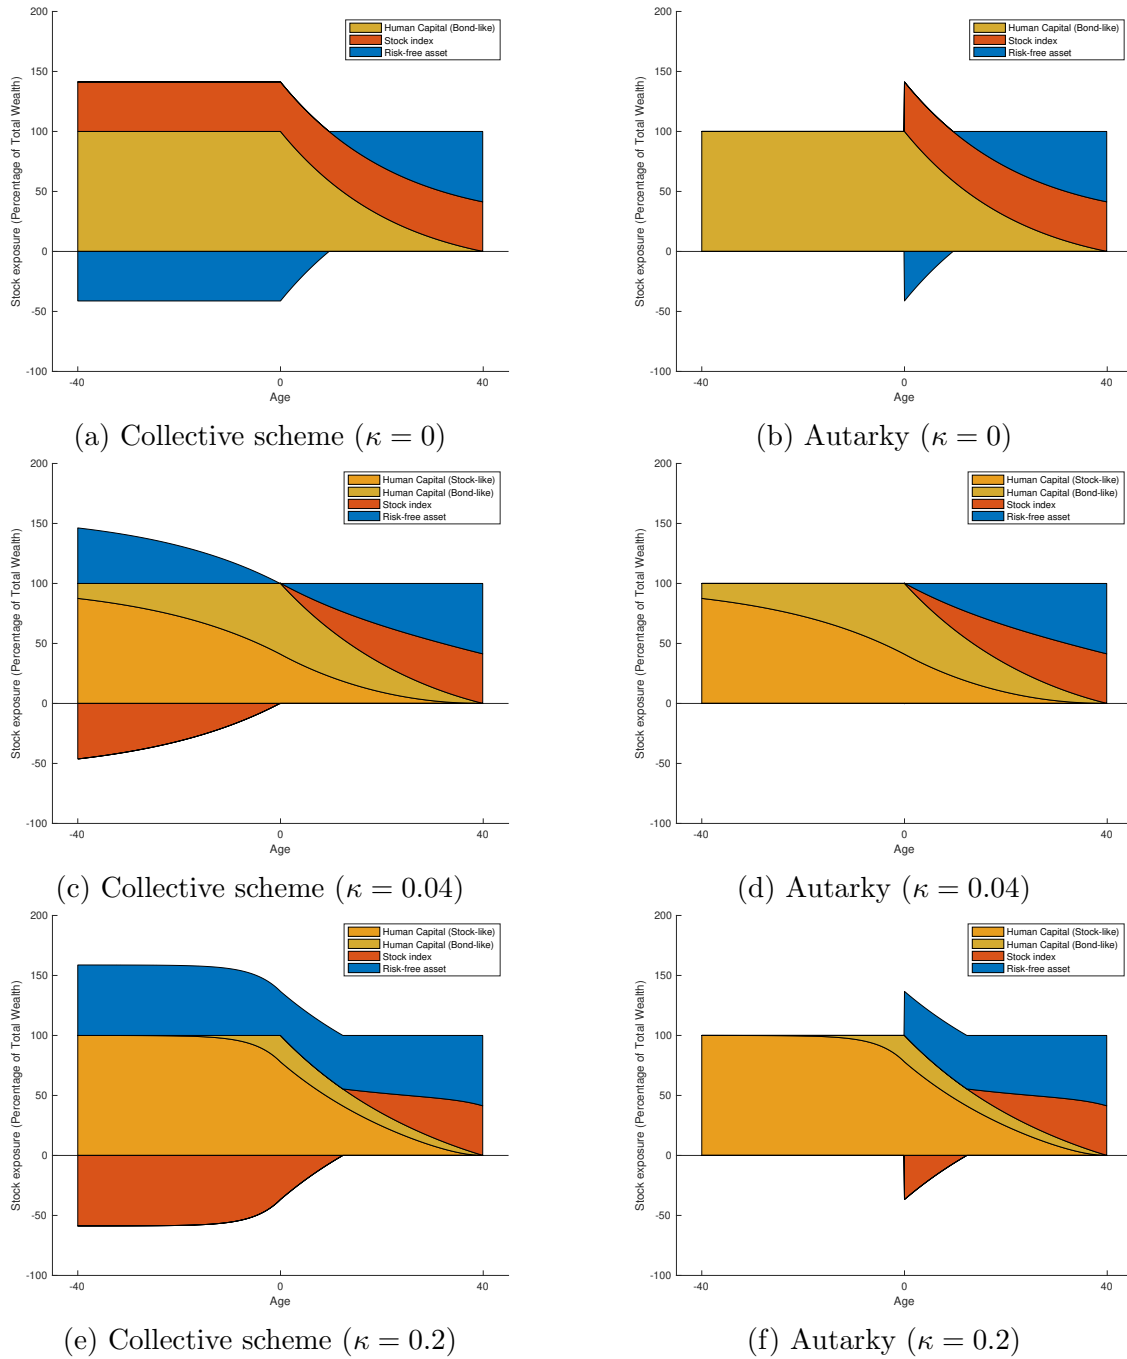 200
150
100
50
0
-50
-100
-40
0
40
Age
Stock exposure (Percentage of Total Wealth)
Human Capital (Bond-like)
Stock index
Risk-free asset
(a) Collective scheme (κ = 0)
200
150
100
50
0
-50
-100
-40
0
40
Age
Stock exposure (Percentage of Total Wealth)
Human Capital (Bond-like)
Stock index
Risk-free asset
(b) Autarky (κ = 0)
200
150
100
50
0
-50
-100
-40
0
40
Age
Stock exposure (Percentage of Total Wealth)
Human Capital (Stock-like)
Human Capital (Bond-like)
Stock index
Risk-free asset
(c) Collective scheme (κ = 0.04)
200
150
100
50
0
-50
-100
-40
0
40
Age
Stock exposure (Percentage of Total Wealth)
Human Capital (Stock-like)
Human Capital (Bond-like)
Stock index
Risk-free asset
(d) Autarky (κ = 0.04)
200
150
100
50
0
-50
-100
-40
0
40
Age
Stock exposure (Percentage of Total Wealth)
Human Capital (Stock-like)
Human Capital (Bond-like)
Stock index
Risk-free asset
(e) Collective scheme (κ = 0.2)
200
150
100
50
0
-50
-100
-40
0
40
Age
Stock exposure (Percentage of Total Wealth)
Human Capital (Stock-like)
Human Capital (Bond-like)
Stock index
Risk-free asset
(f) Autarky (κ = 0.2)